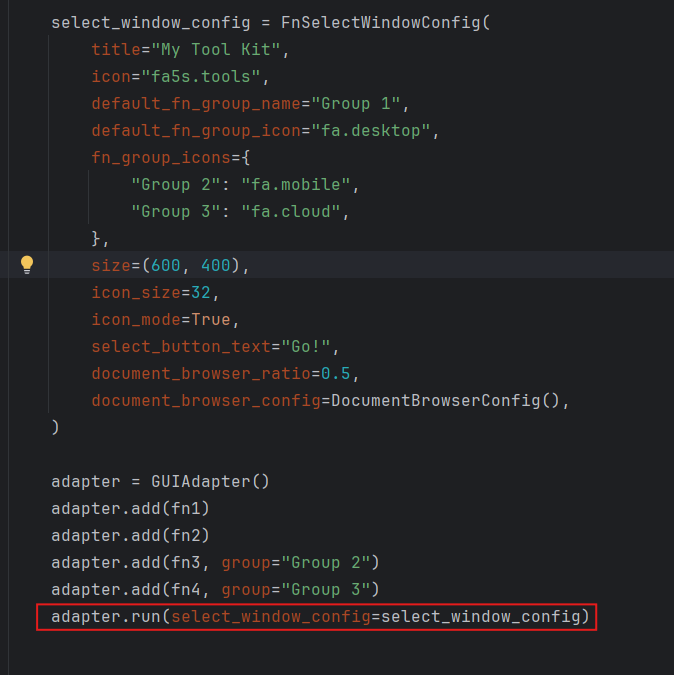 select_window_config = FnSelectWindowConfig(
    title="My Tool Kit",
    icon="fa5s.tools",
    default_fn_group_name="Group 1",
    default_fn_group_icon="fa.desktop",
    fn_group_icons={
        "Group 2": "fa.mobile",
        "Group 3": "fa.cloud",
    },
    size=(600, 400),
    icon_size=32,
    icon_mode=True,
    select_button_text="Go!",
    document_browser_ratio=0.5,
    document_browser_config=DocumentBrowserConfig(),
)
adapter = GUIAdapter()
adapter.add(fn1)
adapter.add(fn2)
adapter.add(fn3, group="Group 2")
adapter.add(fn4, group="Group 3")
adapter.run(select_window_config=select_window_config)